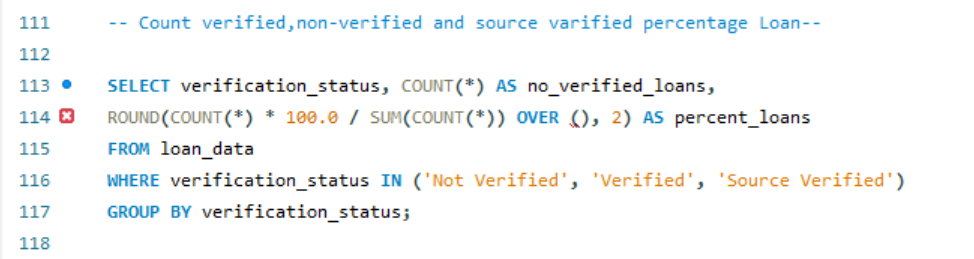 111 -- Count verified,non-verified and source varified percentage Loan--
112
113 SELECT verification_status, COUNT(*) AS no_verified_loans,
114 ROUND(COUNT(*) * 100.0 / SUM(COUNT(*)) OVER (), 2) AS percent_loans
115 FROM loan_data
116 WHERE verification_status IN ('Not Verified', 'Verified', 'Source Verified')
117 GROUP BY verification_status;
118